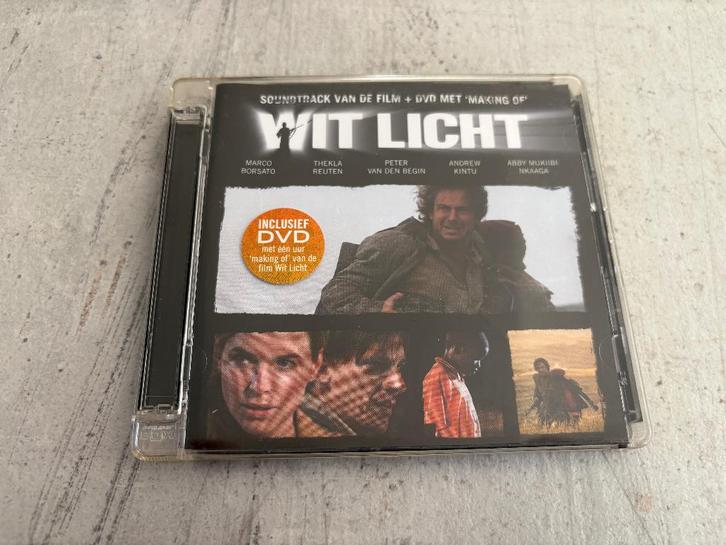 SOUNDTRACK VAN DE FILM + DVD MET 'MAKING OF'
WIT LICHT
MARCO BORSATO
THEKLA REUTEN
PETER VAN DEN BEGIN
ANDREW KINTU
ABBY MUKIIBI NKAAGA
INCLUSIEF
DVD
met één uur
'making of' van de
film Wit Licht